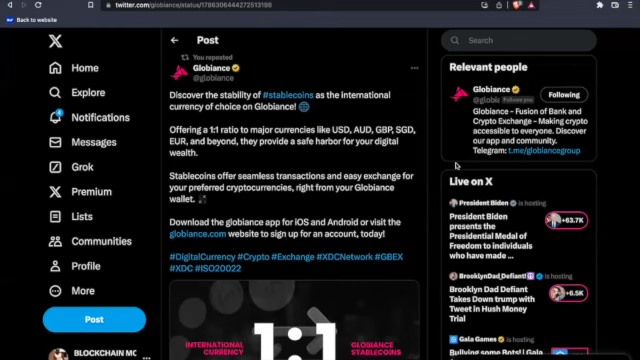 twitter.com/globiance/status/1786306444272513198
Back to website
Home
Explore
Notifications
Messages
Grok
Premium
Lists
Communities
Profile
More
Post
BLOCKCHAIN MO
Post
You reposted
Globiance
@globiance
Discover the stability of #stablecoins as the international
currency of choice on Globiance!
Offering a 1:1 ratio to major currencies like USD, AUD, GBP, SGD,
EUR, and beyond, they provide a safe harbor for your digital
wealth.
Stablecoins offer seamless transactions and easy exchange for
your preferred cryptocurrencies, right from your Globiance
wallet.
Download the globiance app for iOS and Android or visit the
globiance.com website to sign up for an account, today!
#DigitalCurrency #Crypto #Exchange #XDCNetwork #GBEX
#XDC #ISO20022
INTERNATIONAL
CURRENCY
1:1
GLOBIANCE
STABLECOINS
Search
Relevant people
Globiance
@globia Follows you
Following
Globiance - Fusion of Bank and
Crypto Exchange - Making crypto
accessible to everyone. Discover
our app and community.
Telegram: t.me/globiancegroup
Live on X
President Biden is hosting
President Biden
presents the
Presidential Medal of
Freedom to individuals
who have made ...
+63.7K
BrooklynDad_Defiant! is hosting
Brooklyn Dad Defiant
Takes Down trump with
Tweet in Hush Money
Trial
+6.5K
Gala Games is hosting
Bullying some Bugs! | Gala